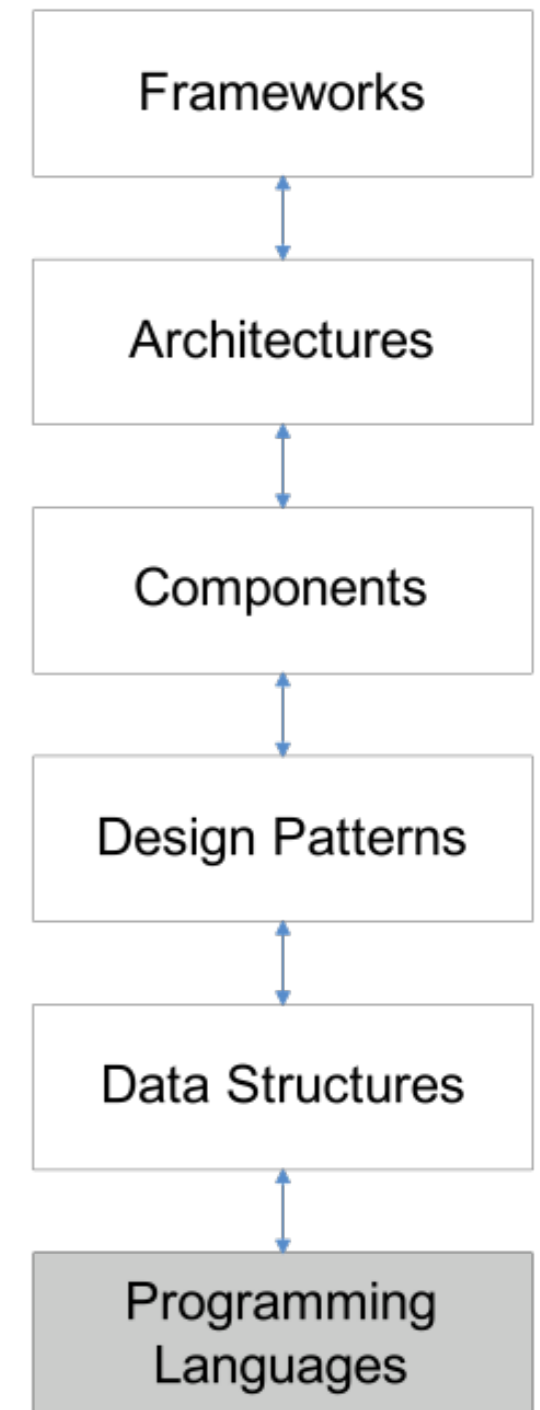 Frameworks
Architectures
Components
Design Patterns
Data Structures
Programming
Languages